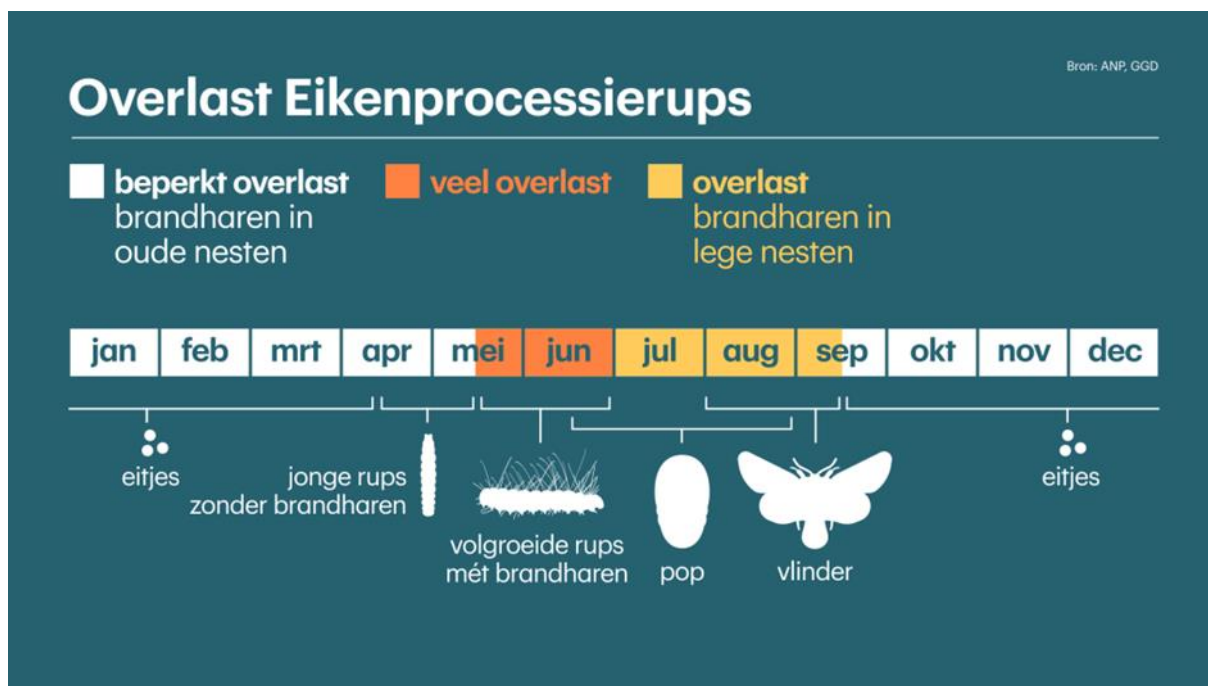 Bron: ANP, GGD
Overlast Eikenprocessierups
beperkt overlast
brandharen in
oude nesten
veel overlast
overlast
brandharen in
lege nesten
jan feb mrt apr mei jun jul aug sep okt nov dec
eitjes
jonge rups
zonder brandharen
volgroeide rups
mét brandharen
pop
vlinder
eitjes